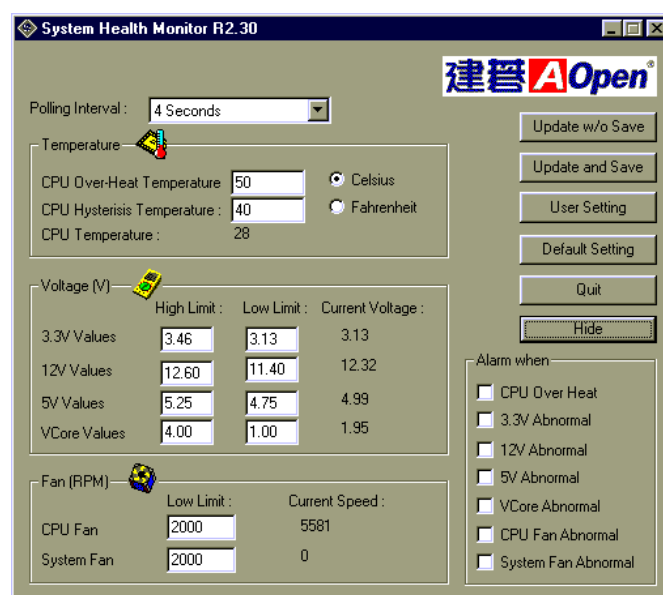 System Health Monitor R2.30
建碁 AOpen®
Polling Interval : 4 Seconds
Update w/o Save
Temperature
Update and Save
CPU Over-Heat Temperature 50 Celsius
CPU Hysterisis Temperature : 40 Fahrenheit
User Setting
CPU Temperature : 28
Default Setting
Voltage (V)
Quit
High Limit : Low Limit : Current Voltage :
Hide
3.3V Values 3.46 3.13 3.13
12V Values 12.60 11.40 12.32
5V Values 5.25 4.75 4.99
VCore Values 4.00 1.00 1.95
Alarm when
CPU Over Heat
3.3V Abnormal
12V Abnormal
5V Abnormal
VCore Abnormal
CPU Fan Abnormal
System Fan Abnormal
Fan (RPM)
Low Limit : Current Speed :
CPU Fan 2000 5581
System Fan 2000 0